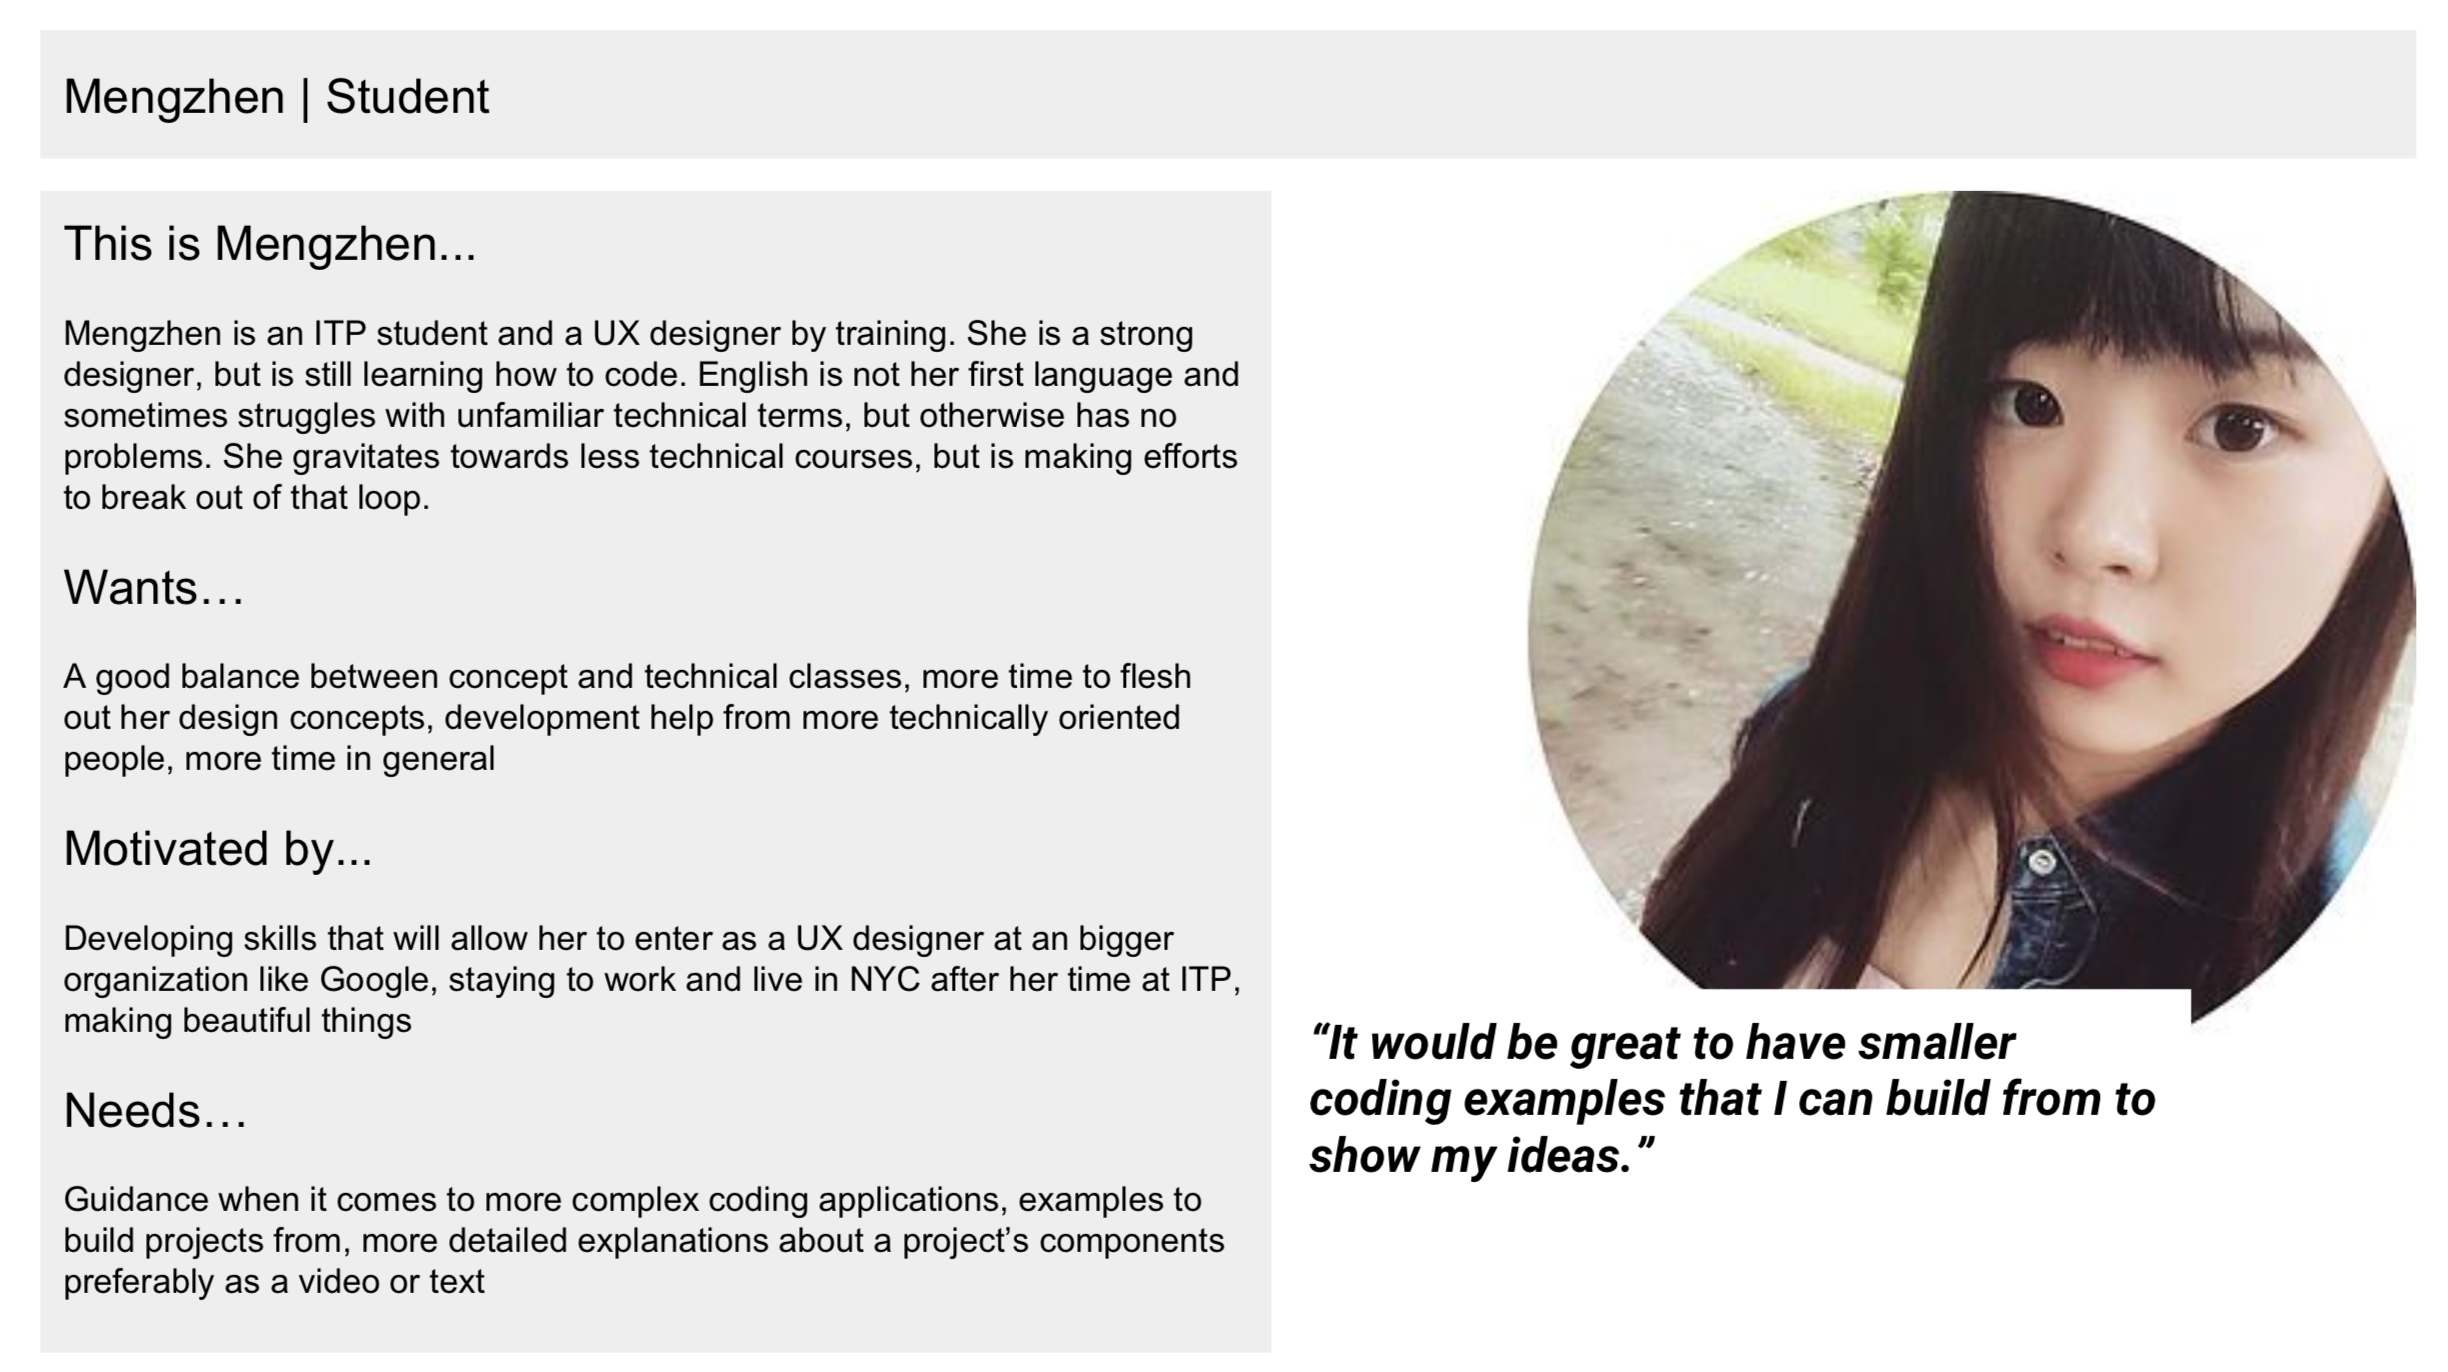 Mengzhen | Student
This is Mengzhen...
Mengzhen is an ITP student and a UX designer by training. She is a strong
designer, but is still learning how to code. English is not her first language and
sometimes struggles with unfamiliar technical terms, but otherwise has no
problems. She gravitates towards less technical courses, but is making efforts
to break out of that loop.
Wants…
A good balance between concept and technical classes, more time to flesh
out her design concepts, development help from more technically oriented
people, more time in general
Motivated by...
Developing skills that will allow her to enter as a UX designer at an bigger
organization like Google, staying to work and live in NYC after her time at ITP,
making beautiful things
Needs…
Guidance when it comes to more complex coding applications, examples to
build projects from, more detailed explanations about a project’s components
preferably as a video or text
“It would be great to have smaller
coding examples that I can build from to
show my ideas.”